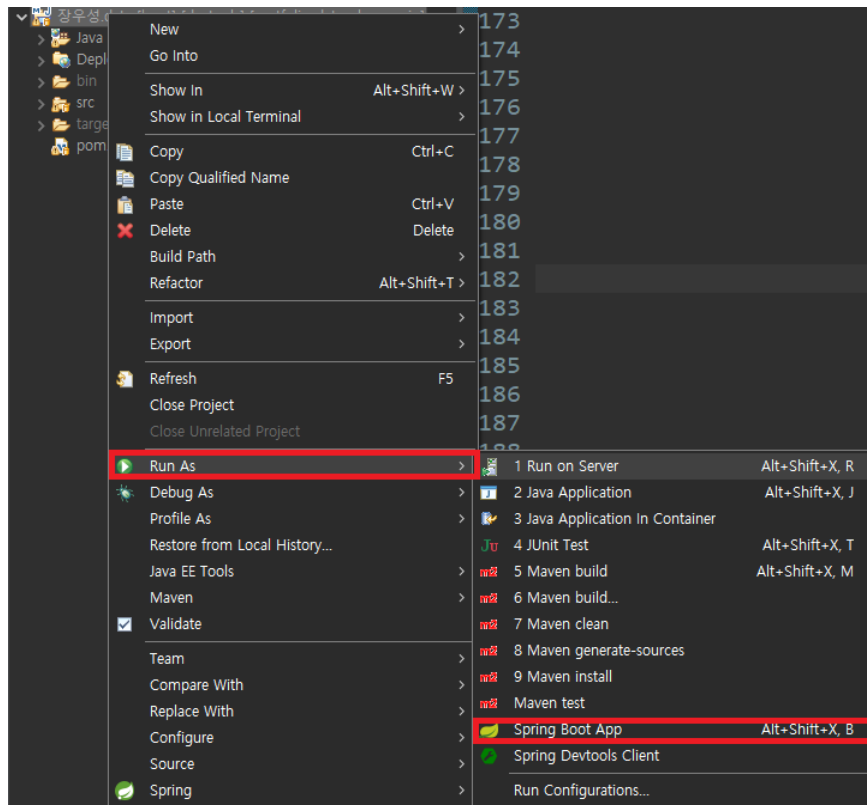 장우성.
Java
Depl
bin
src
targe
pom
New
Go Into
Show In Alt+Shift+W
Show in Local Terminal
Copy Ctrl+C
Copy Qualified Name
Paste Ctrl+V
Delete Delete
Build Path
Refactor Alt+Shift+T
Import
Export
Refresh F5
Close Project
Close Unrelated Project
Run As
Debug As
Profile As
Restore from Local History...
Java EE Tools
Maven
Validate
Team
Compare With
Replace With
Configure
Source
Spring
173
174
175
176
177
178
179
180
181
182
183
184
185
186
187
188
1 Run on Server Alt+Shift+X, R
2 Java Application Alt+Shift+X, J
3 Java Application In Container
4 JUnit Test Alt+Shift+X, T
5 Maven build Alt+Shift+X, M
6 Maven build...
7 Maven clean
8 Maven generate-sources
9 Maven install
Maven test
Spring Boot App Alt+Shift+X, B
Spring Devtools Client
Run Configurations...